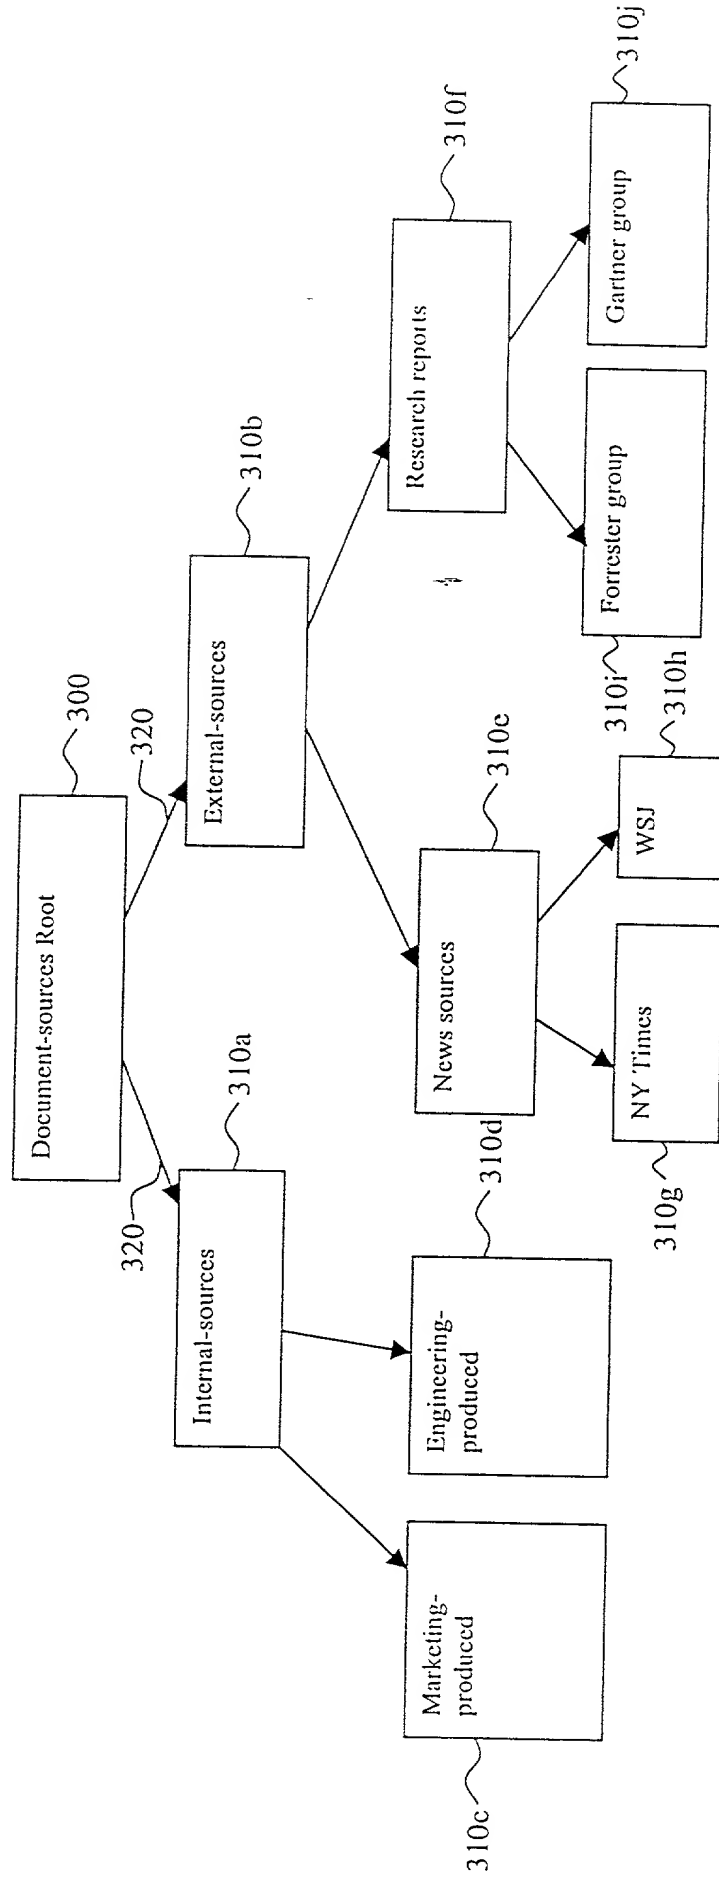 Document-sources Root
300
320
320
Internal-sources
310a
External-sources
310b
Marketing-
produced
310c
Engineering-
produced
310d
News sources
310e
Research reports
310f
NY Times
310g
WSJ
310h
Forrester group
310i
Gartner group
310j